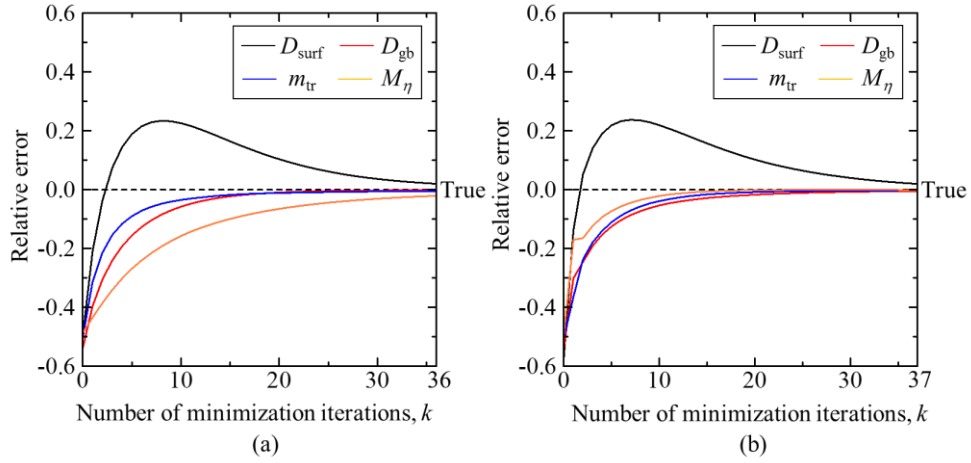 0.6
0.4
0.2
0.0
-0.2
-0.4
-0.6
Relative error
D_surf D_gb
m_tr M_η
True
0 10 20 30 36
Number of minimization iterations, k
(a)
0.6
0.4
0.2
0.0
-0.2
-0.4
-0.6
Relative error
D_surf D_gb
m_tr M_η
True
0 10 20 30 37
Number of minimization iterations, k
(b)